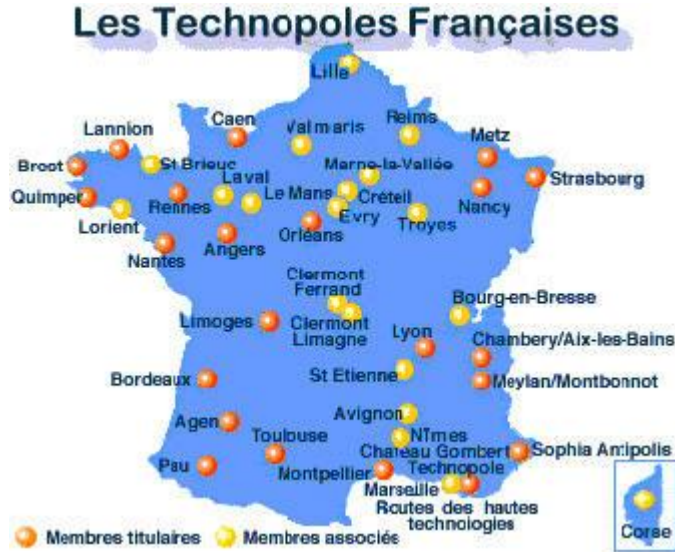 Les Technopoles Françaises
Lille
Caen
Lannion
Valmaris
Reims
Metz
Brest
St Brieuc
Laval
Marne-la-Vallée
Strasbourg
Quimper
Rennes
Le Mans
Créteil
Evry
Nancy
Lorient
Angers
Orléans
Troyes
Nantes
Clermont
Ferrand
Bourg-en-Bresse
Limoges
Clermont
Limagne
Lyon
Chambery/Aix-les-Bains
Bordeaux
St Etienne
Meylan/Montbonnot
Avignon
Agen
Toulouse
Nîmes
Chateau Gombert
Technopole
Sophia Antipolis
Pau
Montpellier
Marseille
Routes des hautes
technologies
Corse
Membres titulaires
Membres associés